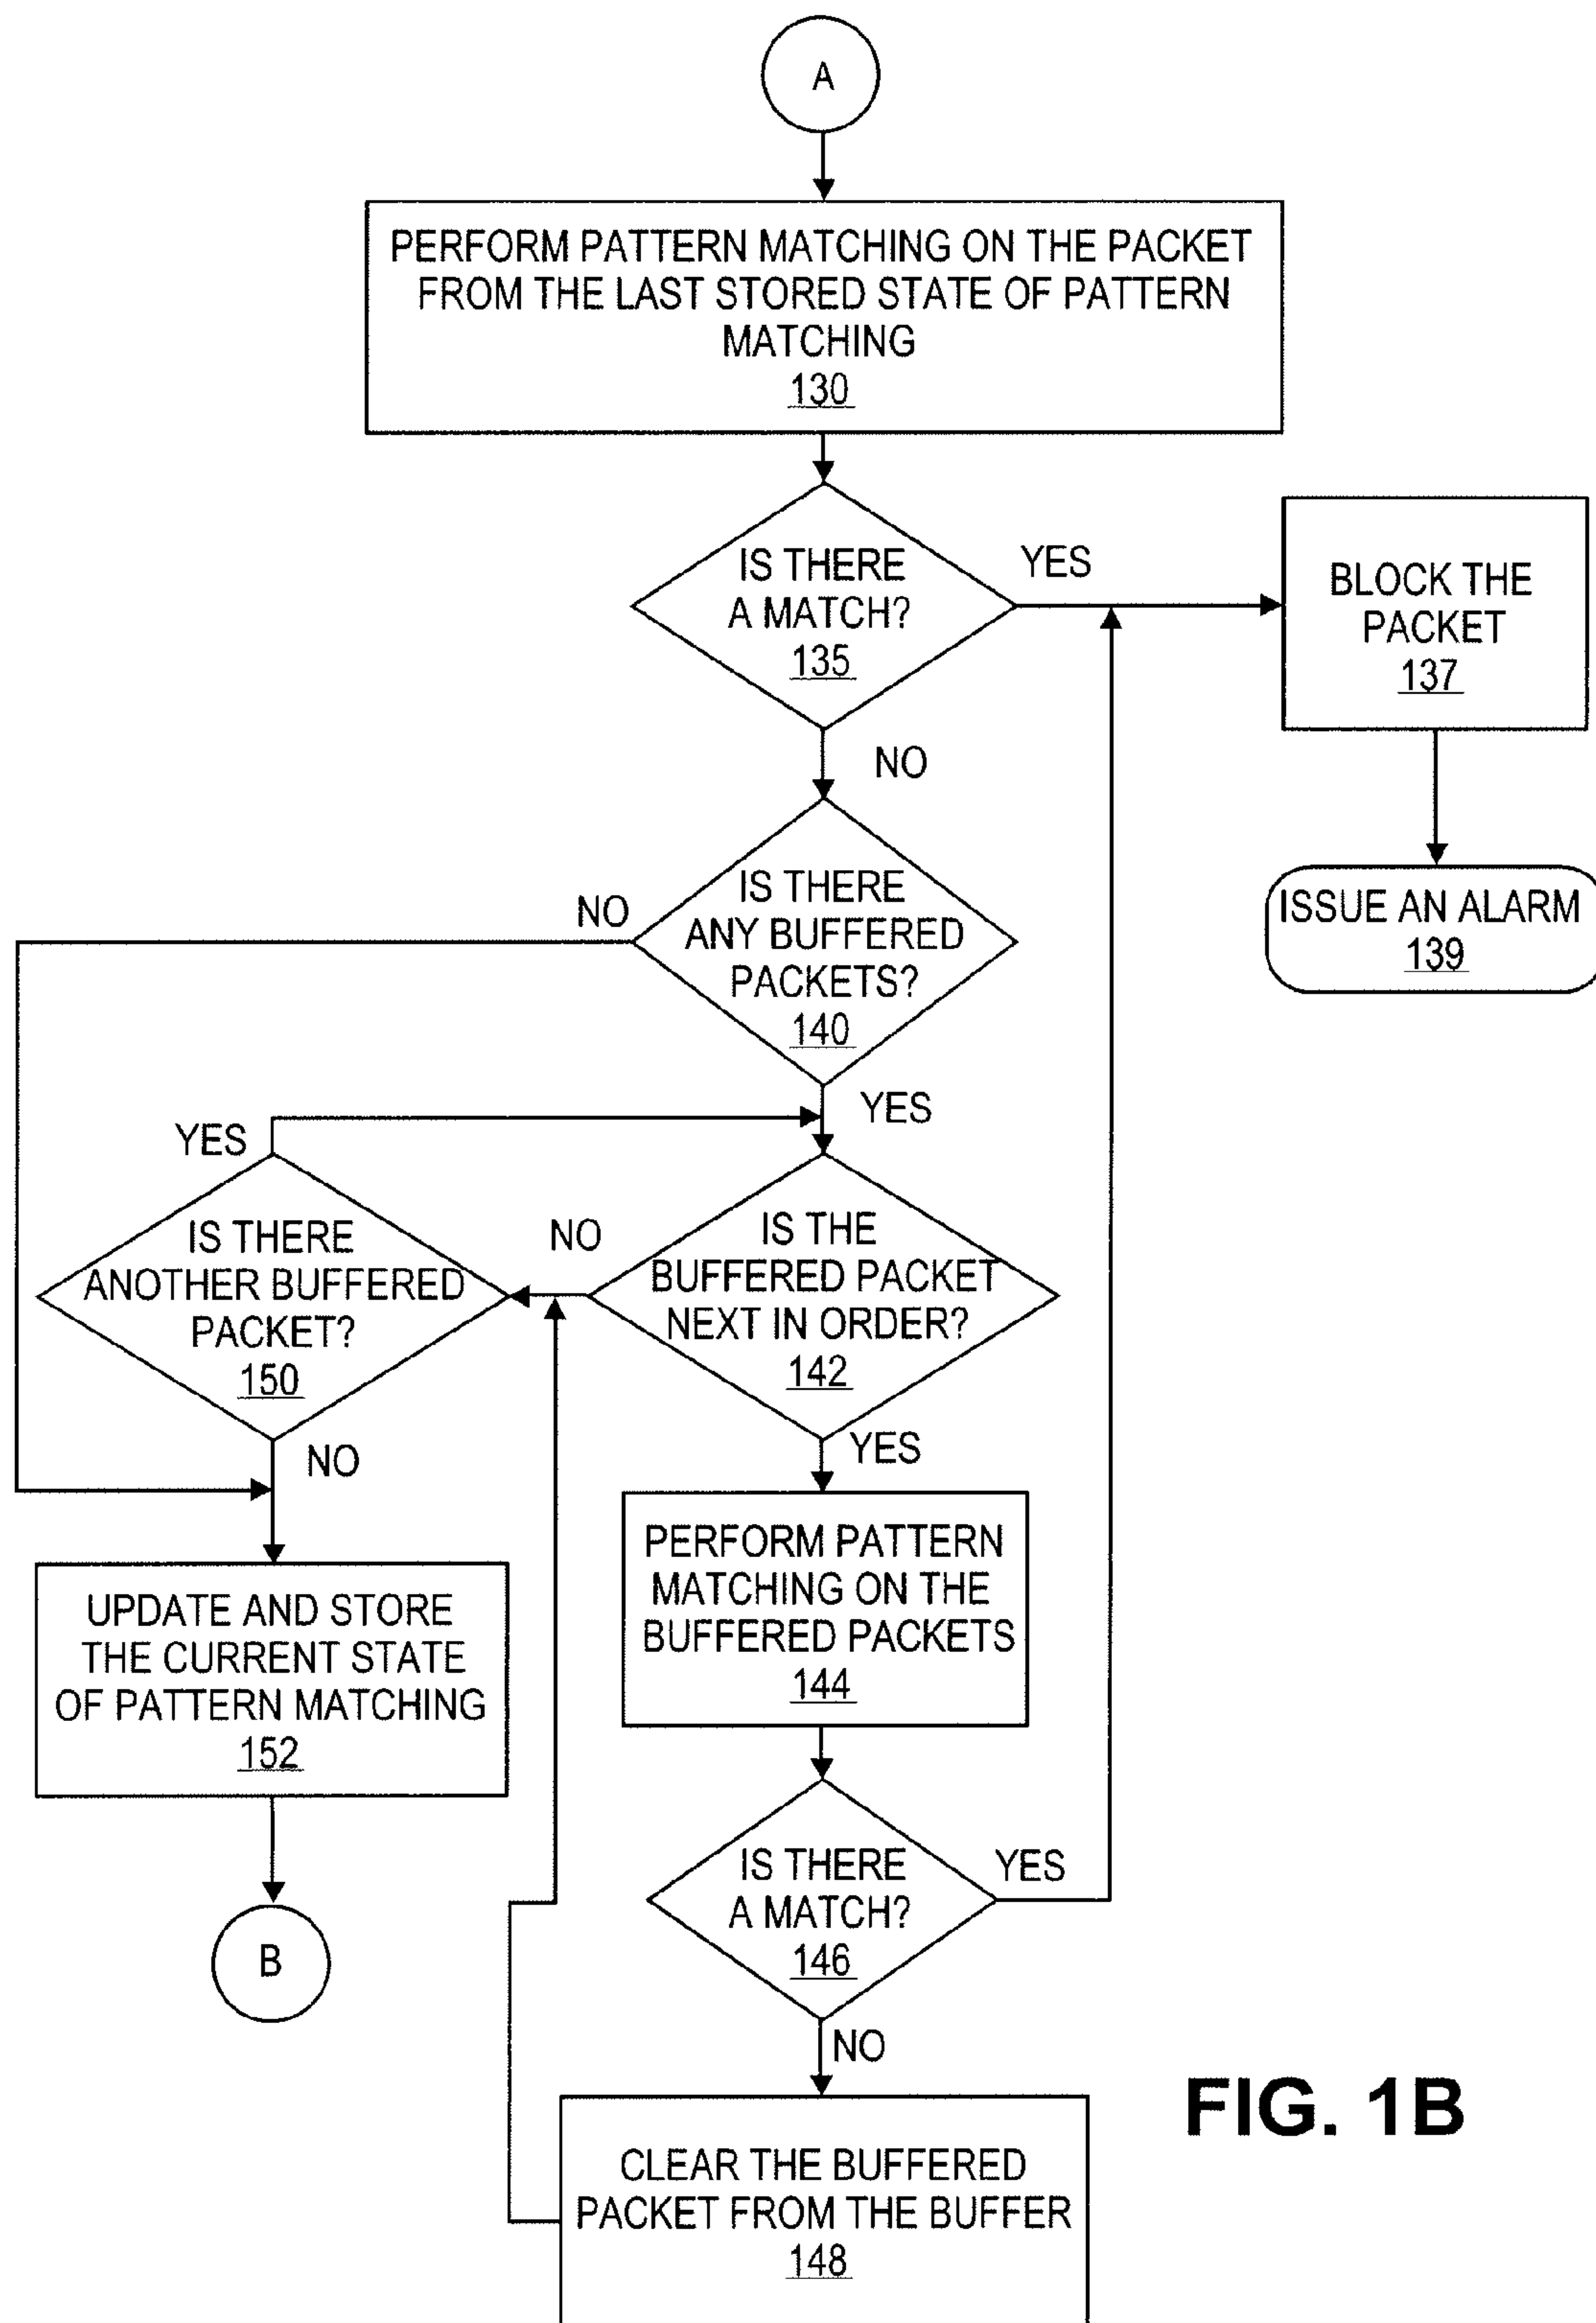 A
PERFORM PATTERN MATCHING ON THE PACKET
FROM THE LAST STORED STATE OF PATTERN
MATCHING
130
IS THERE
A MATCH?
135
YES
BLOCK THE
PACKET
137
NO
ISSUE AN ALARM
139
IS THERE
ANY BUFFERED
PACKETS?
140
NO
YES
YES
IS THERE
ANOTHER BUFFERED
PACKET?
150
NO
IS THE
BUFFERED PACKET
NEXT IN ORDER?
142
NO
YES
PERFORM PATTERN
MATCHING ON THE
BUFFERED PACKETS
144
UPDATE AND STORE
THE CURRENT STATE
OF PATTERN MATCHING
152
B
IS THERE
A MATCH?
146
YES
NO
CLEAR THE BUFFERED
PACKET FROM THE BUFFER
148
FIG. 1B